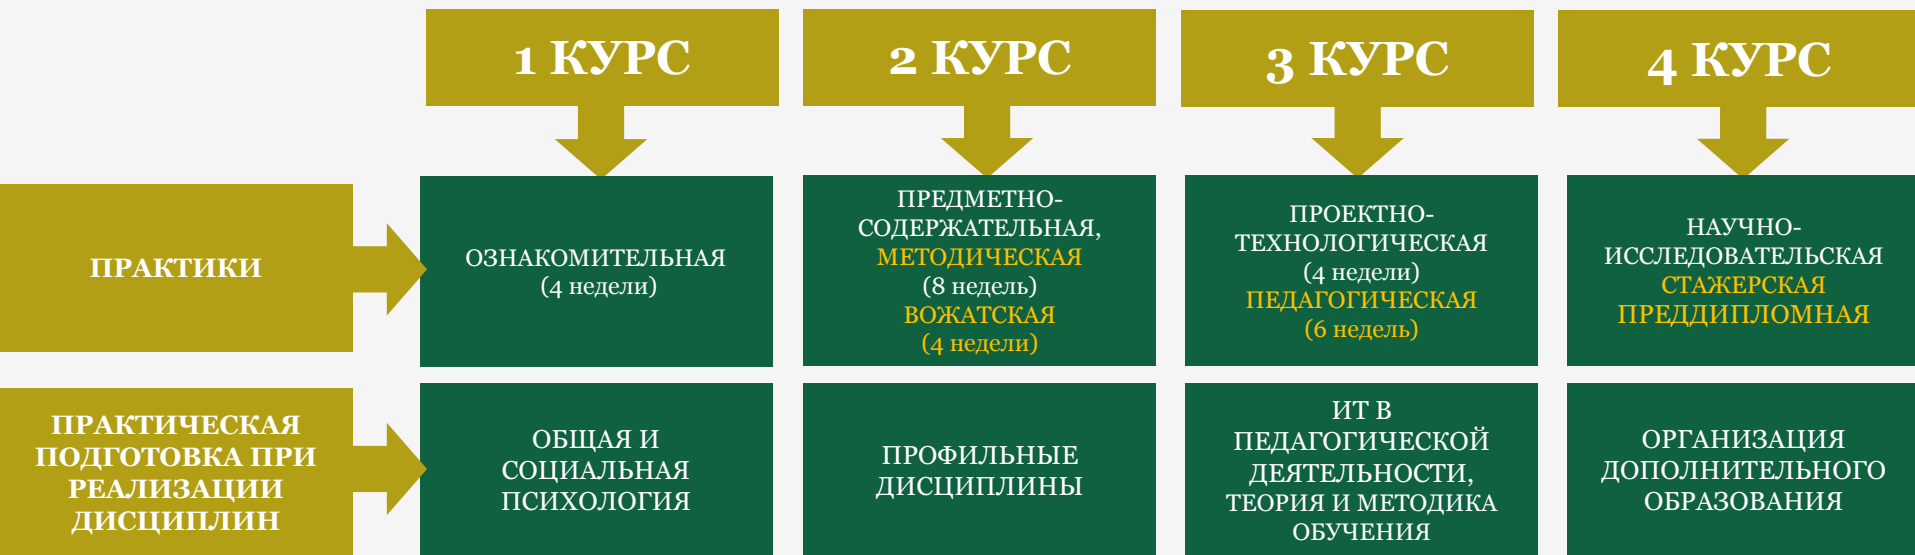 1 КУРС
2 КУРС
3 КУРС
4 КУРС
ПРАКТИКИ
ОЗНАКОМИТЕЛЬНАЯ
(4 недели)
ПРЕДМЕТНО-
СОДЕРЖАТЕЛЬНАЯ,
МЕТОДИЧЕСКАЯ
(8 недель)
ВОЖАТСКАЯ
(4 недели)
ПРОЕКТНО-
ТЕХНОЛОГИЧЕСКАЯ
(4 недели)
ПЕДАГОГИЧЕСКАЯ
(6 недель)
НАУЧНО-
ИССЛЕДОВАТЕЛЬСКАЯ
СТАЖЕРСКАЯ
ПРЕДДИПЛОМНАЯ
ПРАКТИЧЕСКАЯ
ПОДГОТОВКА ПРИ
РЕАЛИЗАЦИИ
ДИСЦИПЛИН
ОБЩАЯ И
СОЦИАЛЬНАЯ
ПСИХОЛОГИЯ
ПРОФИЛЬНЫЕ
ДИСЦИПЛИНЫ
ИТ В
ПЕДАГОГИЧЕСКОЙ
ДЕЯТЕЛЬНОСТИ,
ТЕОРИЯ И МЕТОДИКА
ОБУЧЕНИЯ
ОРГАНИЗАЦИЯ
ДОПОЛНИТЕЛЬНОГО
ОБРАЗОВАНИЯ